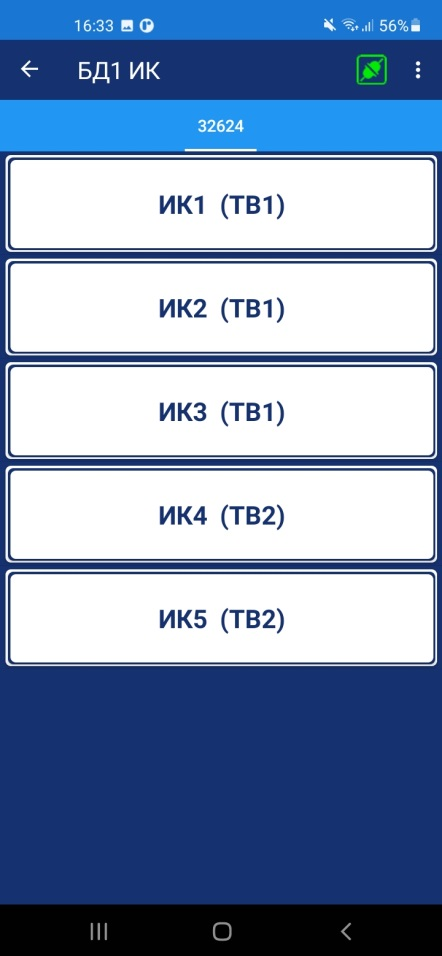 16:33
56%
БД1 ИК
32624
ИК1 (ТВ1)
ИК2 (ТВ1)
ИК3 (ТВ1)
ИК4 (ТВ2)
ИК5 (ТВ2)